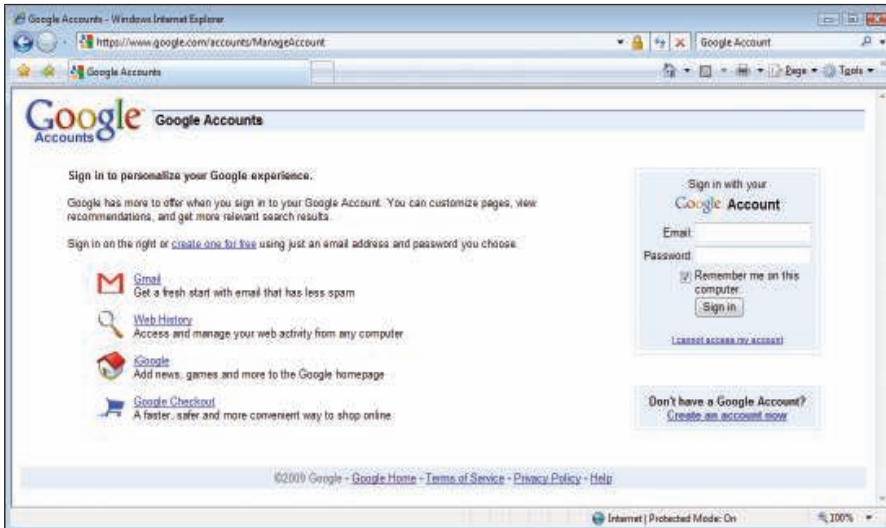 Google Accounts - Windows Internet Explorer
https://www.google.com/accounts/ManageAccount
Google Account
Google Accounts
Page
Tools
Google
Accounts
Google Accounts
Sign in to personalize your Google experience.
Google has more to offer when you sign in to your Google Account. You can customize pages, view
recommendations, and get more relevant search results.
Sign in on the right or create one for free using just an email address and password you choose.
Gmail
Get a fresh start with email that has less spam
Web History
Access and manage your web activity from any computer
iGoogle
Add news, games and more to the Google homepage
Google Checkout
A faster, safer and more convenient way to shop online
Sign in with your
Google Account
Email:
Password:
Remember me on this
computer.
Sign in
I cannot access my account
Don't have a Google Account?
Create an account now
©2009 Google - Google Home - Terms of Service - Privacy Policy - Help
Internet | Protected Mode: On
100%